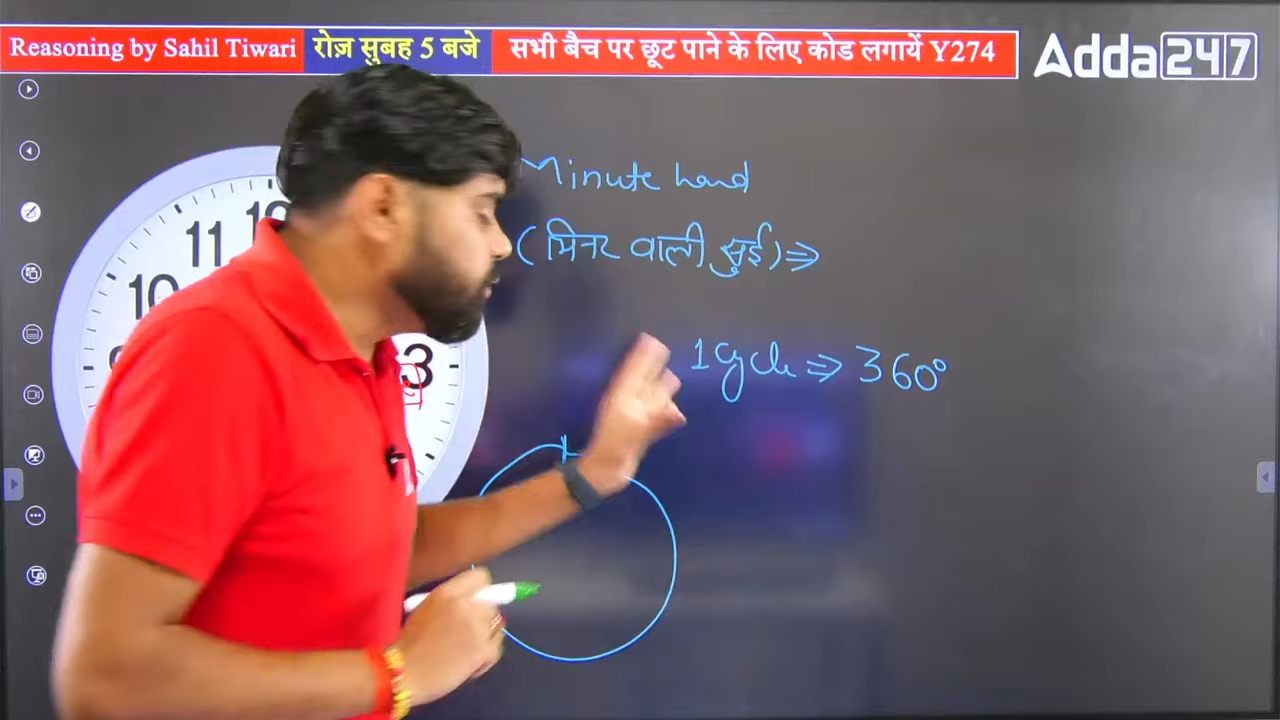 Reasoning by Sahil Tiwari रोज़ सुबह 5 बजे सभी बैच पर छूट पाने के लिए कोड लगायें Y274 Adda247
11 12
10
3
Minute hand
(मिनट वाली सुई) ⇒
1 Cycle ⇒ 360°